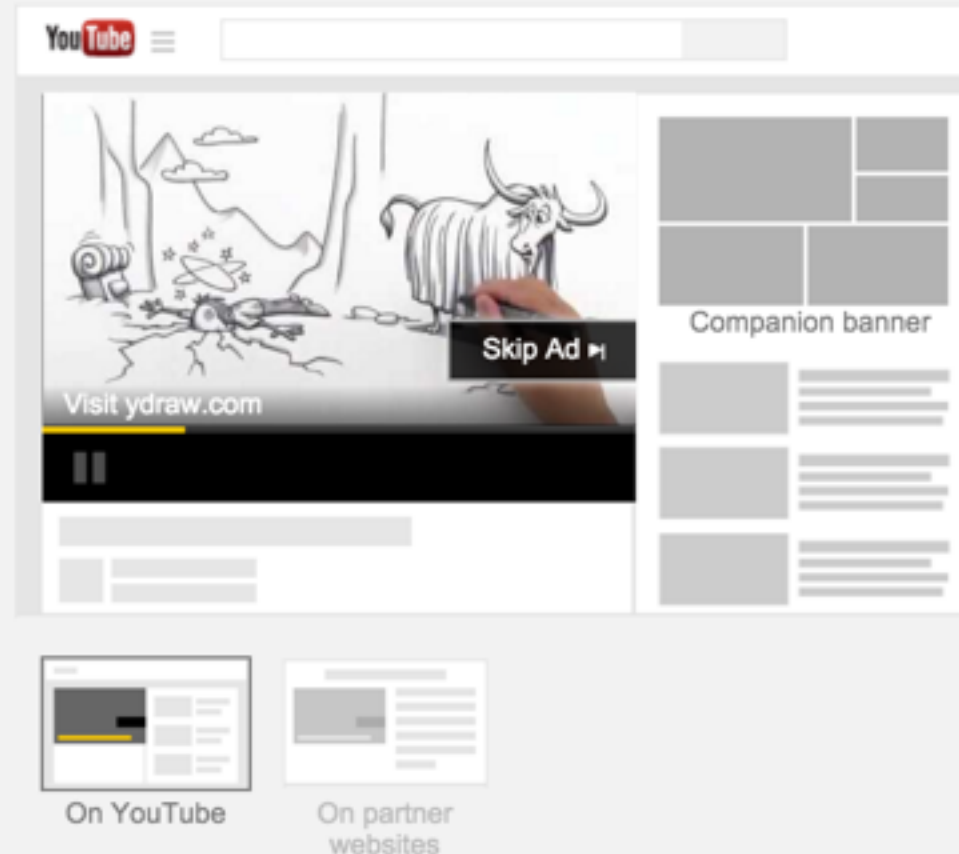 YouTube
Companion banner
Skip Ad
Visit ydraw.com
On YouTube
On partner
websites